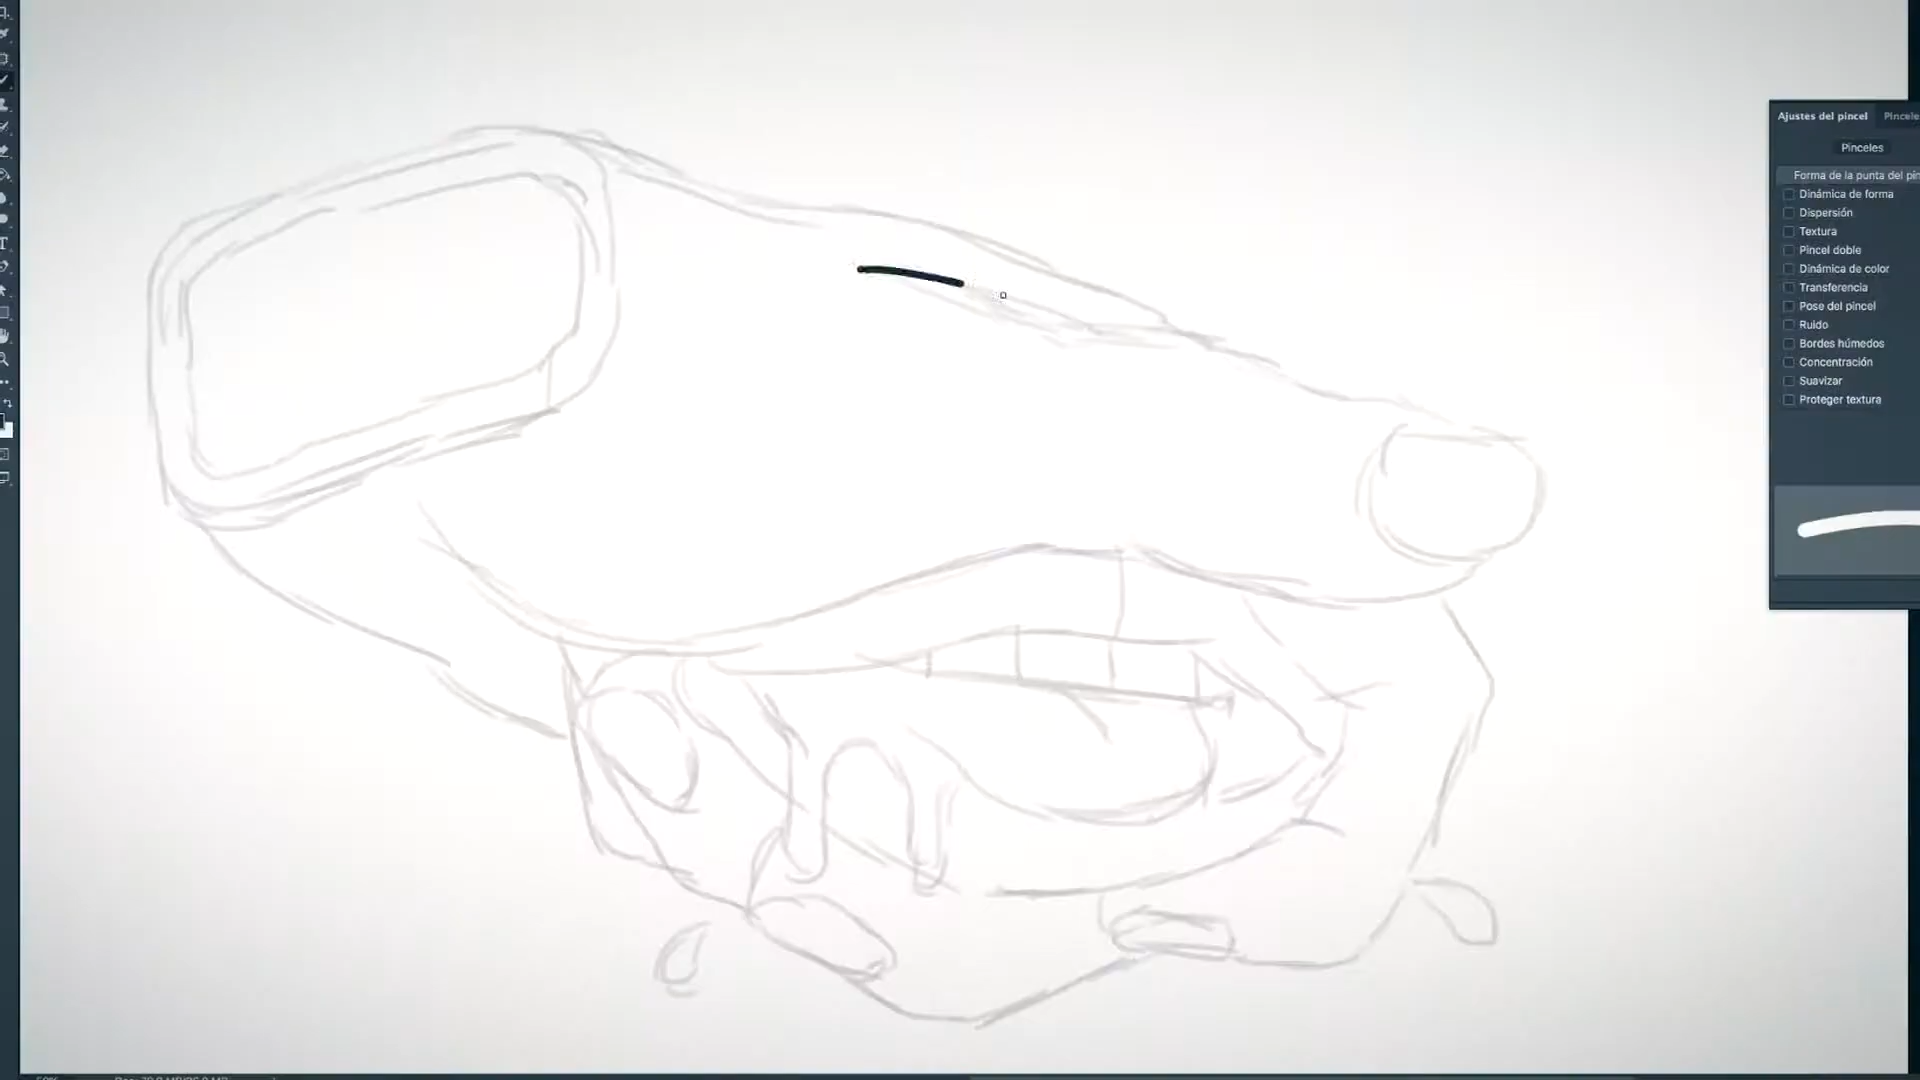 Ajustes del pincel
Pinceles
Forma de la punta del
Dinámica de forma
Dispersión
Textura
Pincel doble
Dinámica de color
Transferencia
Pose del pincel
Ruido
Bordes húmedos
Concentración
Suavizar
Proteger textura